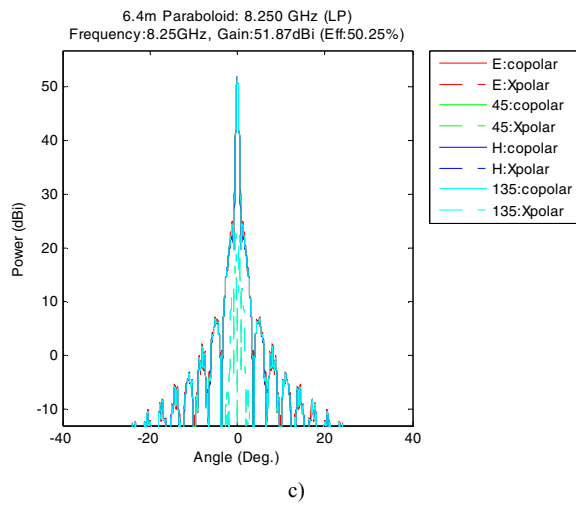 6.4m Paraboloid: 8.250 GHz (LP)
Frequency:8.25GHz, Gain:51.87dBi (Eff:50.25%)
50
40
30
20
10
0
-10
Power (dBi)
-40
-20
0
20
40
Angle (Deg.)
E:copolar
E:Xpolar
45:copolar
45:Xpolar
H:copolar
H:Xpolar
135:copolar
135:Xpolar
c)